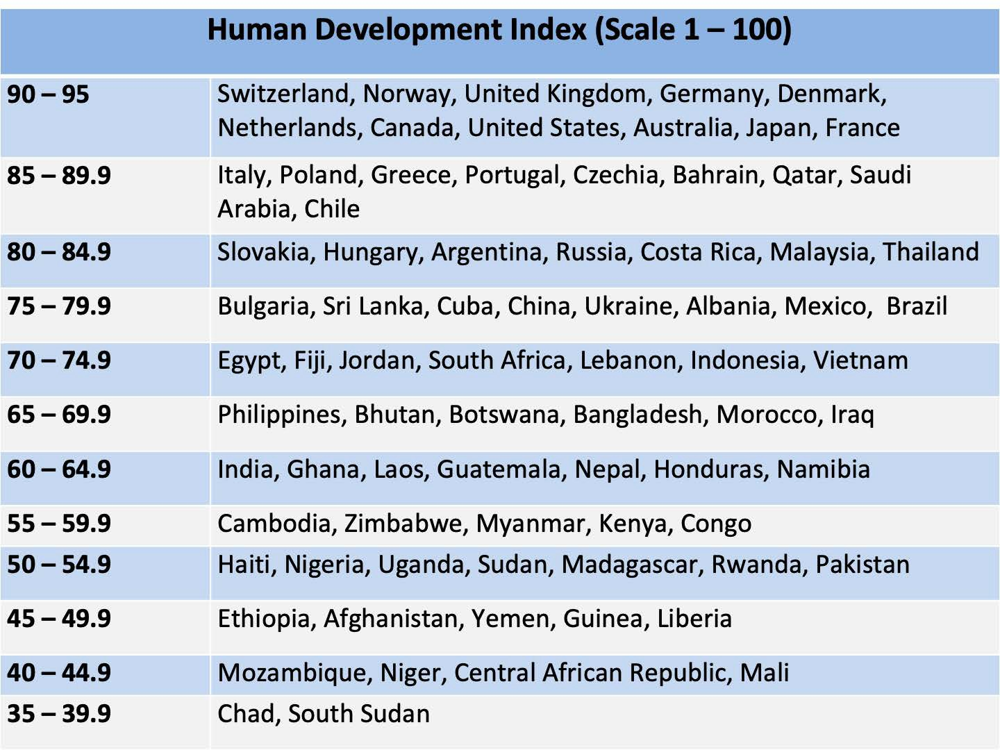 Human Development Index (Scale 1 – 100)
90 – 95
Switzerland, Norway, United Kingdom, Germany, Denmark,
Netherlands, Canada, United States, Australia, Japan, France
85 – 89.9
Italy, Poland, Greece, Portugal, Czechia, Bahrain, Qatar, Saudi
Arabia, Chile
80 – 84.9
Slovakia, Hungary, Argentina, Russia, Costa Rica, Malaysia, Thailand
75 – 79.9
Bulgaria, Sri Lanka, Cuba, China, Ukraine, Albania, Mexico,  Brazil
70 – 74.9
Egypt, Fiji, Jordan, South Africa, Lebanon, Indonesia, Vietnam
65 – 69.9
Philippines, Bhutan, Botswana, Bangladesh, Morocco, Iraq
60 – 64.9
India, Ghana, Laos, Guatemala, Nepal, Honduras, Namibia
55 – 59.9
Cambodia, Zimbabwe, Myanmar, Kenya, Congo
50 – 54.9
Haiti, Nigeria, Uganda, Sudan, Madagascar, Rwanda, Pakistan
45 – 49.9
Ethiopia, Afghanistan, Yemen, Guinea, Liberia
40 – 44.9
Mozambique, Niger, Central African Republic, Mali
35 – 39.9
Chad, South Sudan